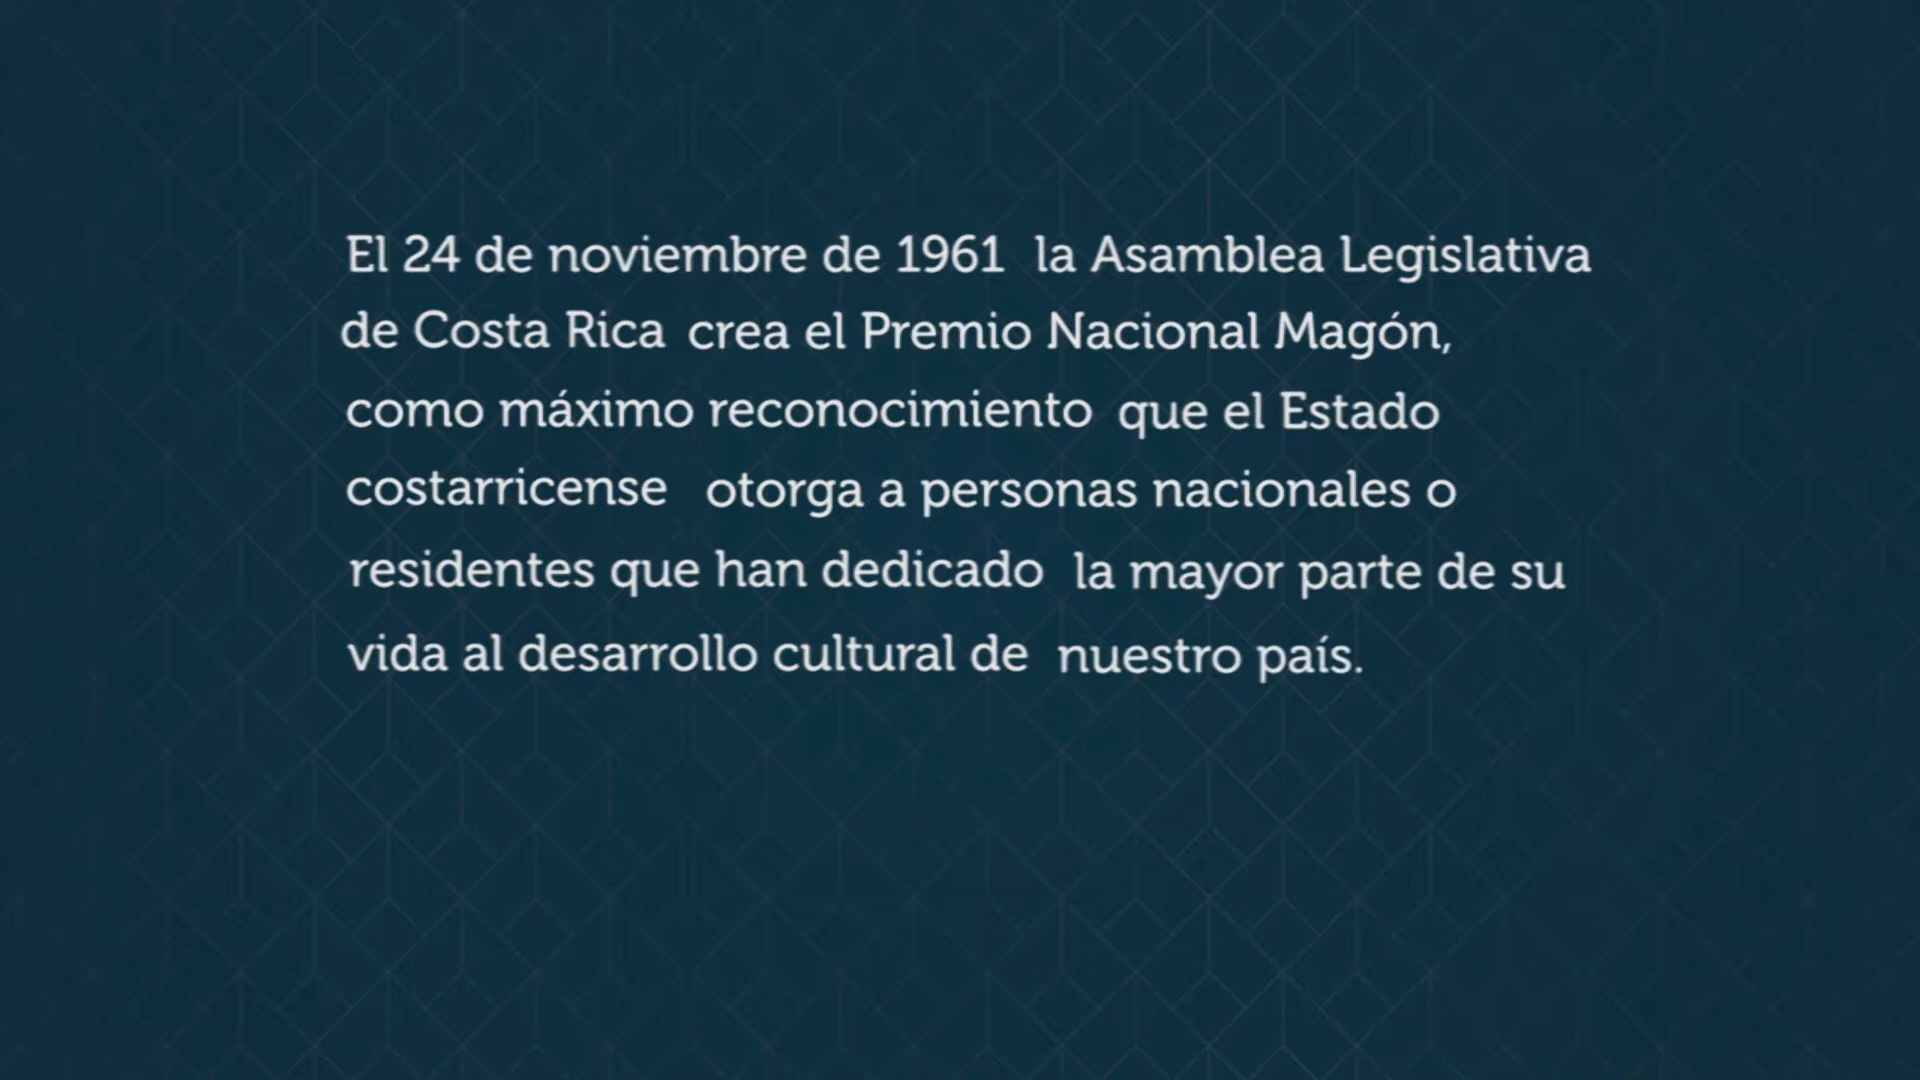 El 24 de noviembre de 1961 la Asamblea Legislativa
de Costa Rica crea el Premio Nacional Magón,
como máximo reconocimiento que el Estado
costarricense otorga a personas nacionales o
residentes que han dedicado la mayor parte de su
vida al desarrollo cultural de nuestro país.